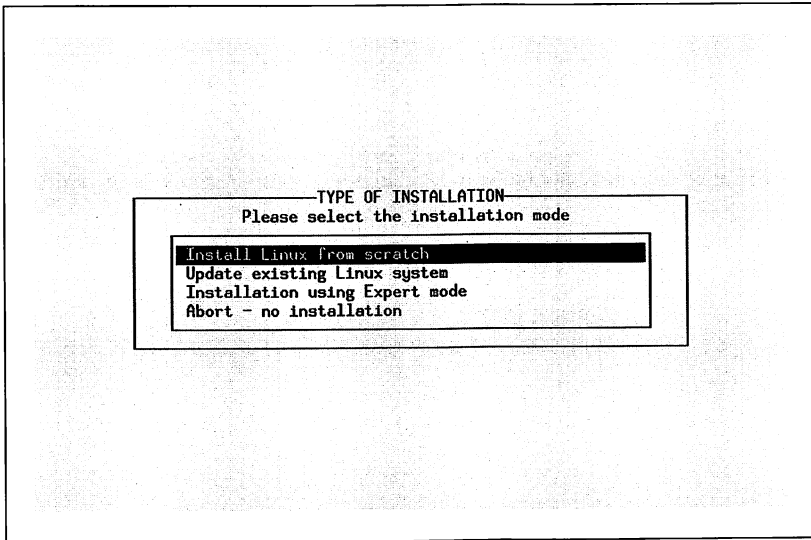 TYPE OF INSTALLATION
Please select the installation mode
Install Linux from scratch
Update existing Linux system
Installation using Expert mode
Abort - no installation